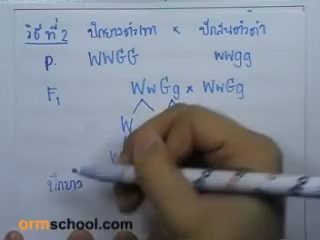 วิธีที่ 2 ปีกยาวตัวเทา × ปีกสั้นตัวดำ
P. WWGG wwgg
F₁ WwGg × WwGg
W
ปีกยาว
ormschool.com